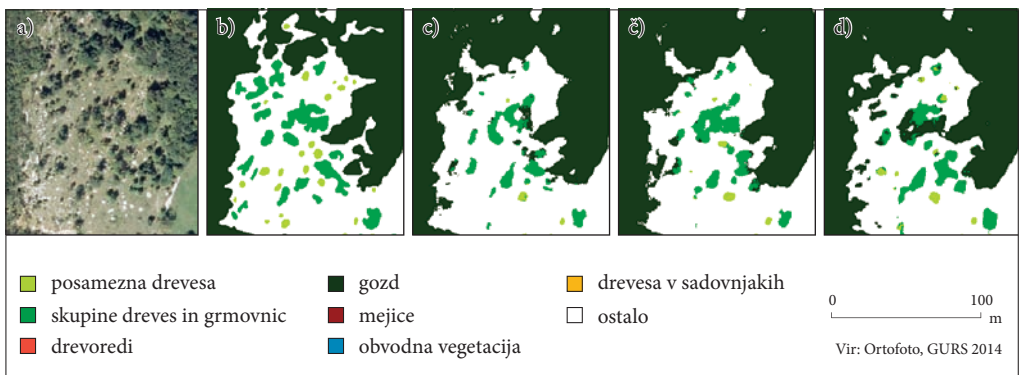 a) b) c) č) d)
posamezna drevesa gozd drevesa v sadovnjakih
skupine dreves in grmovnic mejice ostalo
drevoredi obvodna vegetacija
0 100
m
Vir: Ortofoto, GURS 2014